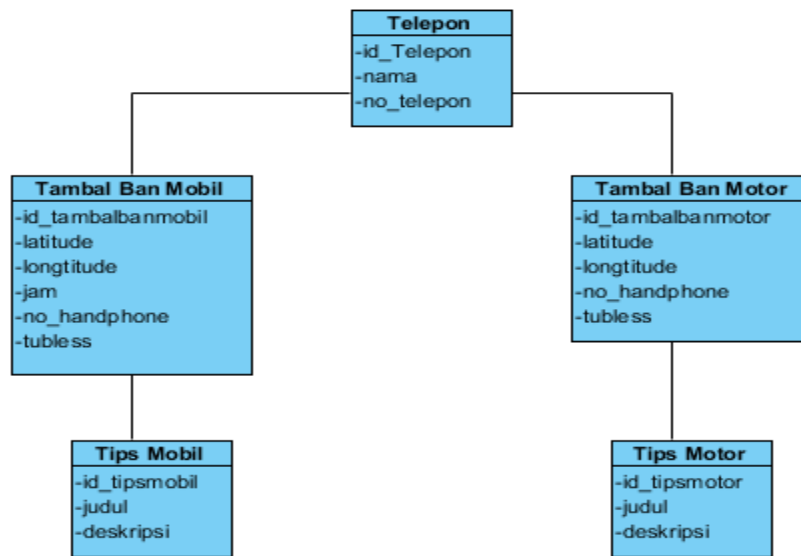 Telepon
-id_Telepon
-nama
-no_telepon
Tambal Ban Mobil
-id_tambalbanmobil
-latitude
-longtitude
-jam
-no_handphone
-tubless
Tambal Ban Motor
-id_tambalbanmotor
-latitude
-longtitude
-no_handphone
-tubless
Tips Mobil
-id_tipsmobil
-judul
-deskripsi
Tips Motor
-id_tipsmotor
-judul
-deskripsi